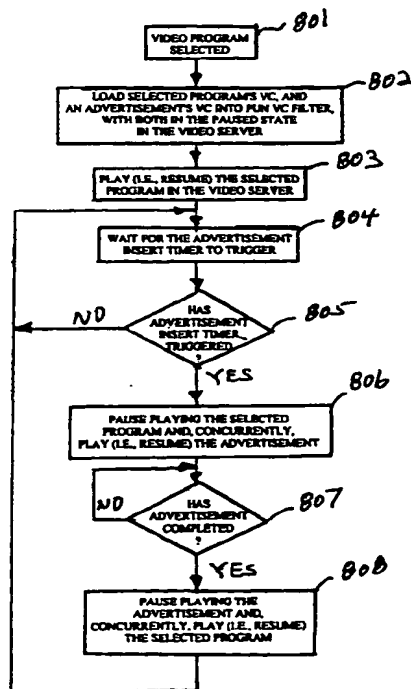 801
VIDEO PROGRAM
SELECTED
802
LOAD SELECTED PROGRAM'S VC, AND
AN ADVERTISEMENT'S VC INTO PUN VC FILTER,
WITH BOTH IN THE PAUSED STATE
IN THE VIDEO SERVER
803
PLAY (I.E., RESUME) THE SELECTED
PROGRAM IN THE VIDEO SERVER
804
WAIT FOR THE ADVERTISEMENT
INSERT TIMER TO TRIGGER
805
NO
HAS
ADVERTISEMENT
INSERT TIMER
TRIGGERED
?
YES
806
PAUSE PLAYING THE SELECTED
PROGRAM AND, CONCURRENTLY,
PLAY (I.E., RESUME) THE ADVERTISEMENT
807
NO
HAS
ADVERTISEMENT
COMPLETED
?
YES
808
PAUSE PLAYING THE
ADVERTISEMENT AND,
CONCURRENTLY, PLAY (I.E., RESUME)
THE SELECTED PROGRAM